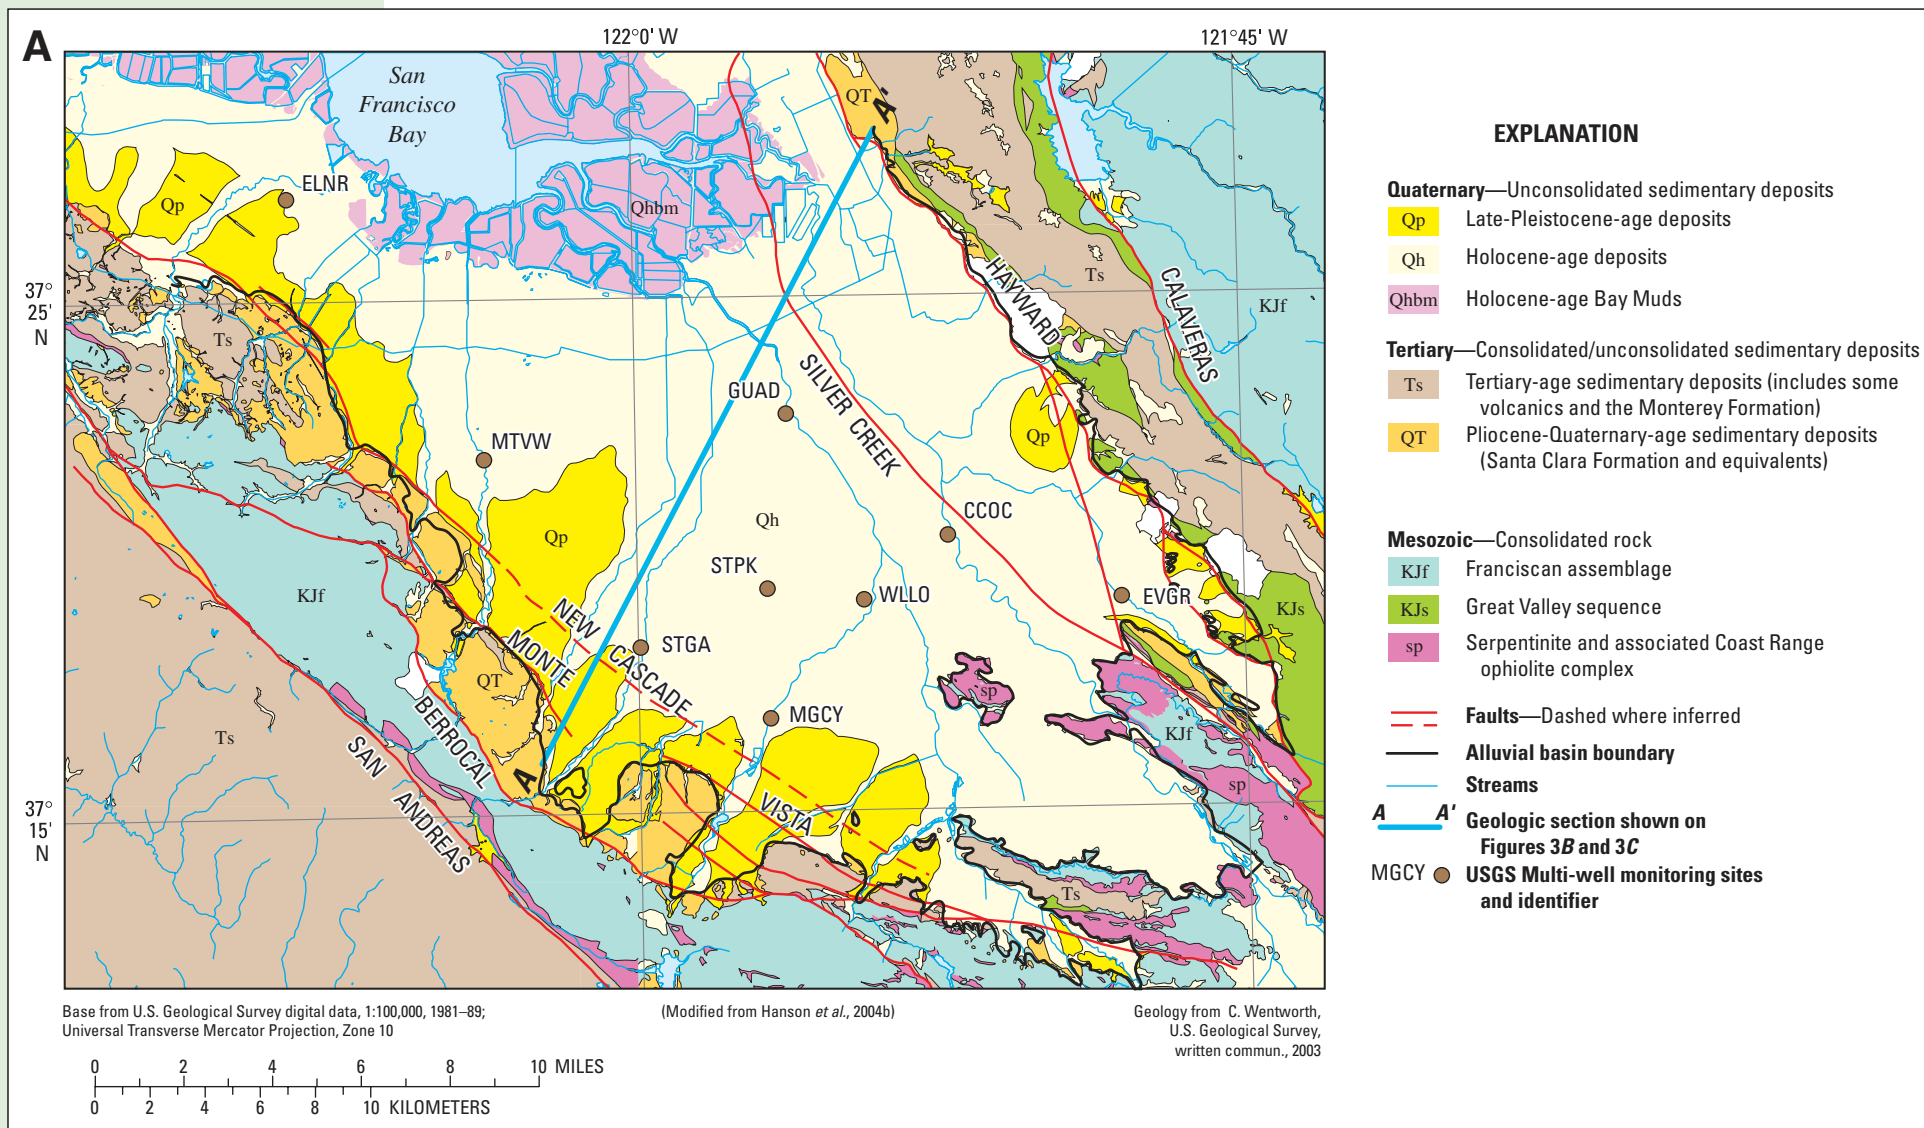 A
122°0' W
121°45' W
San
Francisco
Bay
QT
A'
ELNR
Qp
Qhbm
HAYWARD
Ts
CALAVERAS
KJf
37°
25'
N
Ts
SILVER CREEK
GUAD
Qp
MTVW
CCOC
Qh
Qp
STPK
WLLO
EVGR
KJs
KJf
NEW CASCADE
MONTE
STGA
QT
sp
BERROCAL
MGCY
KJf
Ts
SAN ANDREAS
A
sp
VISTA
37°
15'
N
Ts
EXPLANATION
Quaternary—Unconsolidated sedimentary deposits
Qp Late-Pleistocene-age deposits
Qh Holocene-age deposits
Qhbm Holocene-age Bay Muds
Tertiary—Consolidated/unconsolidated sedimentary deposits
Ts Tertiary-age sedimentary deposits (includes some
volcanics and the Monterey Formation)
QT Pliocene-Quaternary-age sedimentary deposits
(Santa Clara Formation and equivalents)
Mesozoic—Consolidated rock
KJf Franciscan assemblage
KJs Great Valley sequence
sp Serpentinite and associated Coast Range
ophiolite complex
Faults—Dashed where inferred
Alluvial basin boundary
Streams
A A' Geologic section shown on
Figures 3B and 3C
MGCY USGS Multi-well monitoring sites
and identifier
Base from U.S. Geological Survey digital data, 1:100,000, 1981–89;
Universal Transverse Mercator Projection, Zone 10
(Modified from Hanson et al., 2004b)
Geology from C. Wentworth,
U.S. Geological Survey,
written commun., 2003
0 2 4 6 8 10 MILES
0 2 4 6 8 10 KILOMETERS